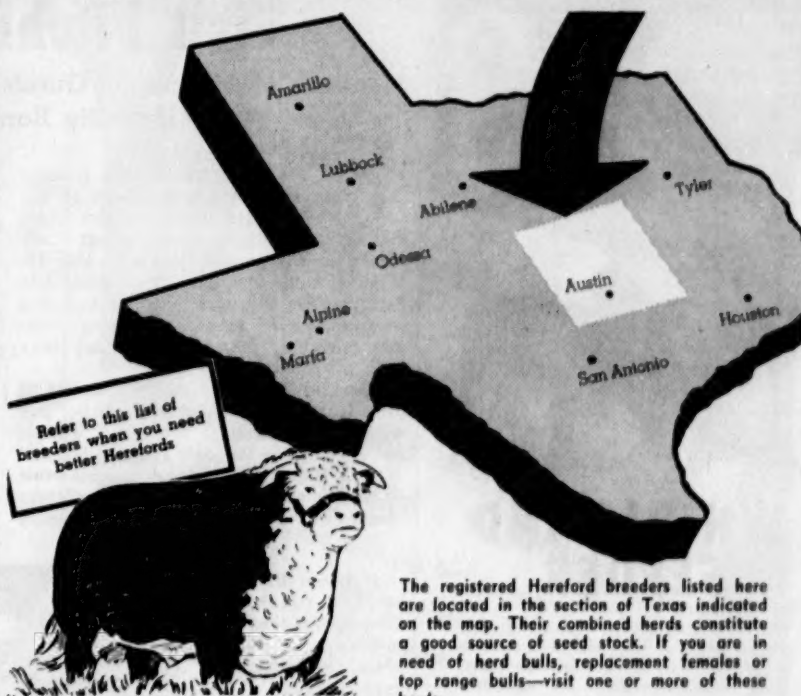 Amarillo
Lubbock
Abilene
Tyler
Odessa
Austin
Alpine
Houston
Marfa
San Antonio
Refer to this list of
breeders when you need
better Herefords
The registered Hereford breeders listed here
are located in the section of Texas indicated
on the map. Their combined herds constitute
a good source of seed stock. If you are in
need of herd bulls, replacement females or
top range bulls—visit one or more of these